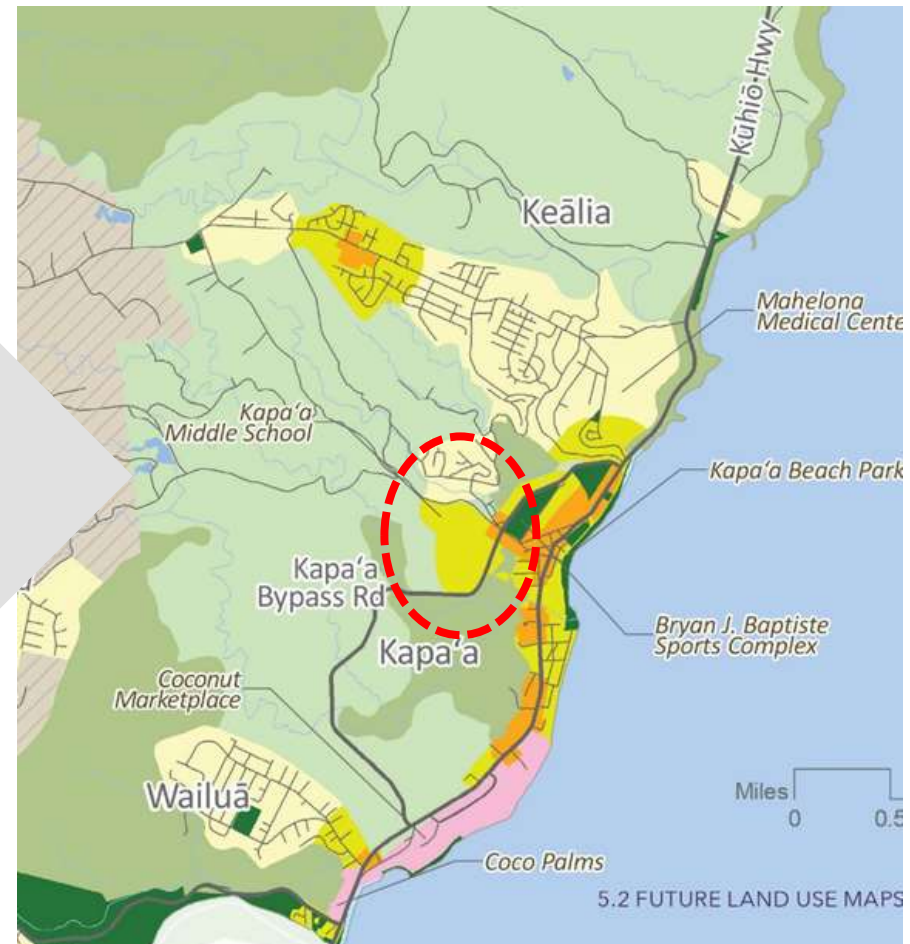 Kūhiō Hwy
Keālia
Mahelona
Medical Cente
Kapaʻa
Middle School
Kapaʻa Beach Park
Kapaʻa
Bypass Rd
Kapaʻa
Bryan J. Baptiste
Sports Complex
Coconut
Marketplace
Wailuā
Miles
0 0.5
Coco Palms
5.2 FUTURE LAND USE MAPS